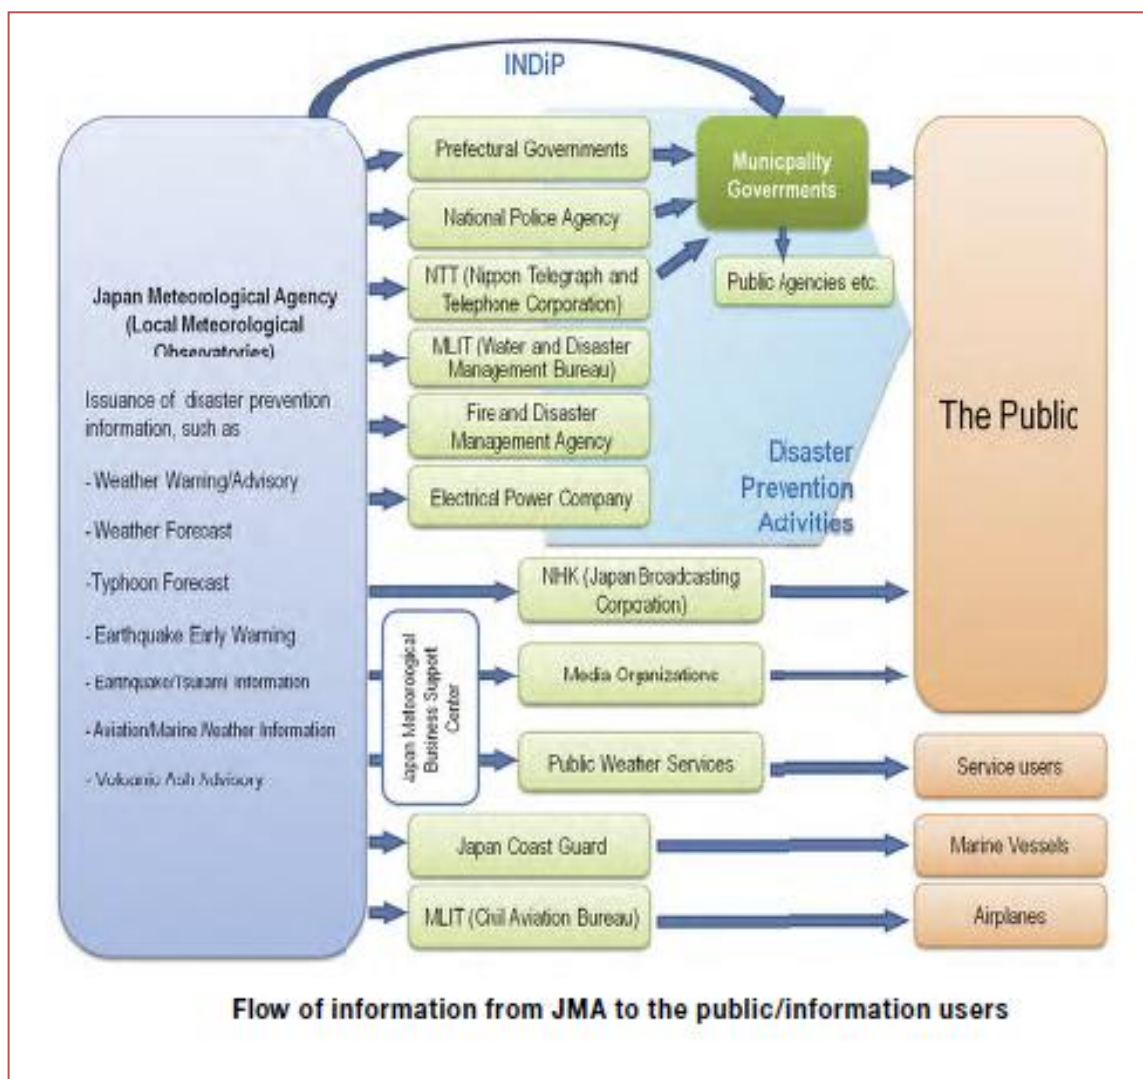 INDiP
Japan Meteorological Agency
(Local Meteorological
Observatories)
Issuance of disaster prevention
information, such as
- Weather Warning/Advisory
- Weather Forecast
-Typhoon Forecast
- Earthquake Early Warning
- Earthquake/Tsunami Information
- Aviation/Marine Weather Information
- Volcanic Ash Advisory
Prefectural Governments
National Police Agency
NTT (Nippon Telegraph and
Telephone Corporation)
MLIT (Water and Disaster
Management Bureau)
Fire and Disaster
Management Agency
Electrical Power Company
Municpality
Goverrments
Public Agencies etc.
Disaster
Prevention
Activities
NHK (Japan Broadcasting
Corporation)
Japan Meteorological
Business Support
Center
Media Organizations
Public Weather Services
Japan Coast Guard
MLIT (Civil Aviation Bureau)
The Public
Service users
Marine Vessels
Airplanes
Flow of information from JMA to the public/information users